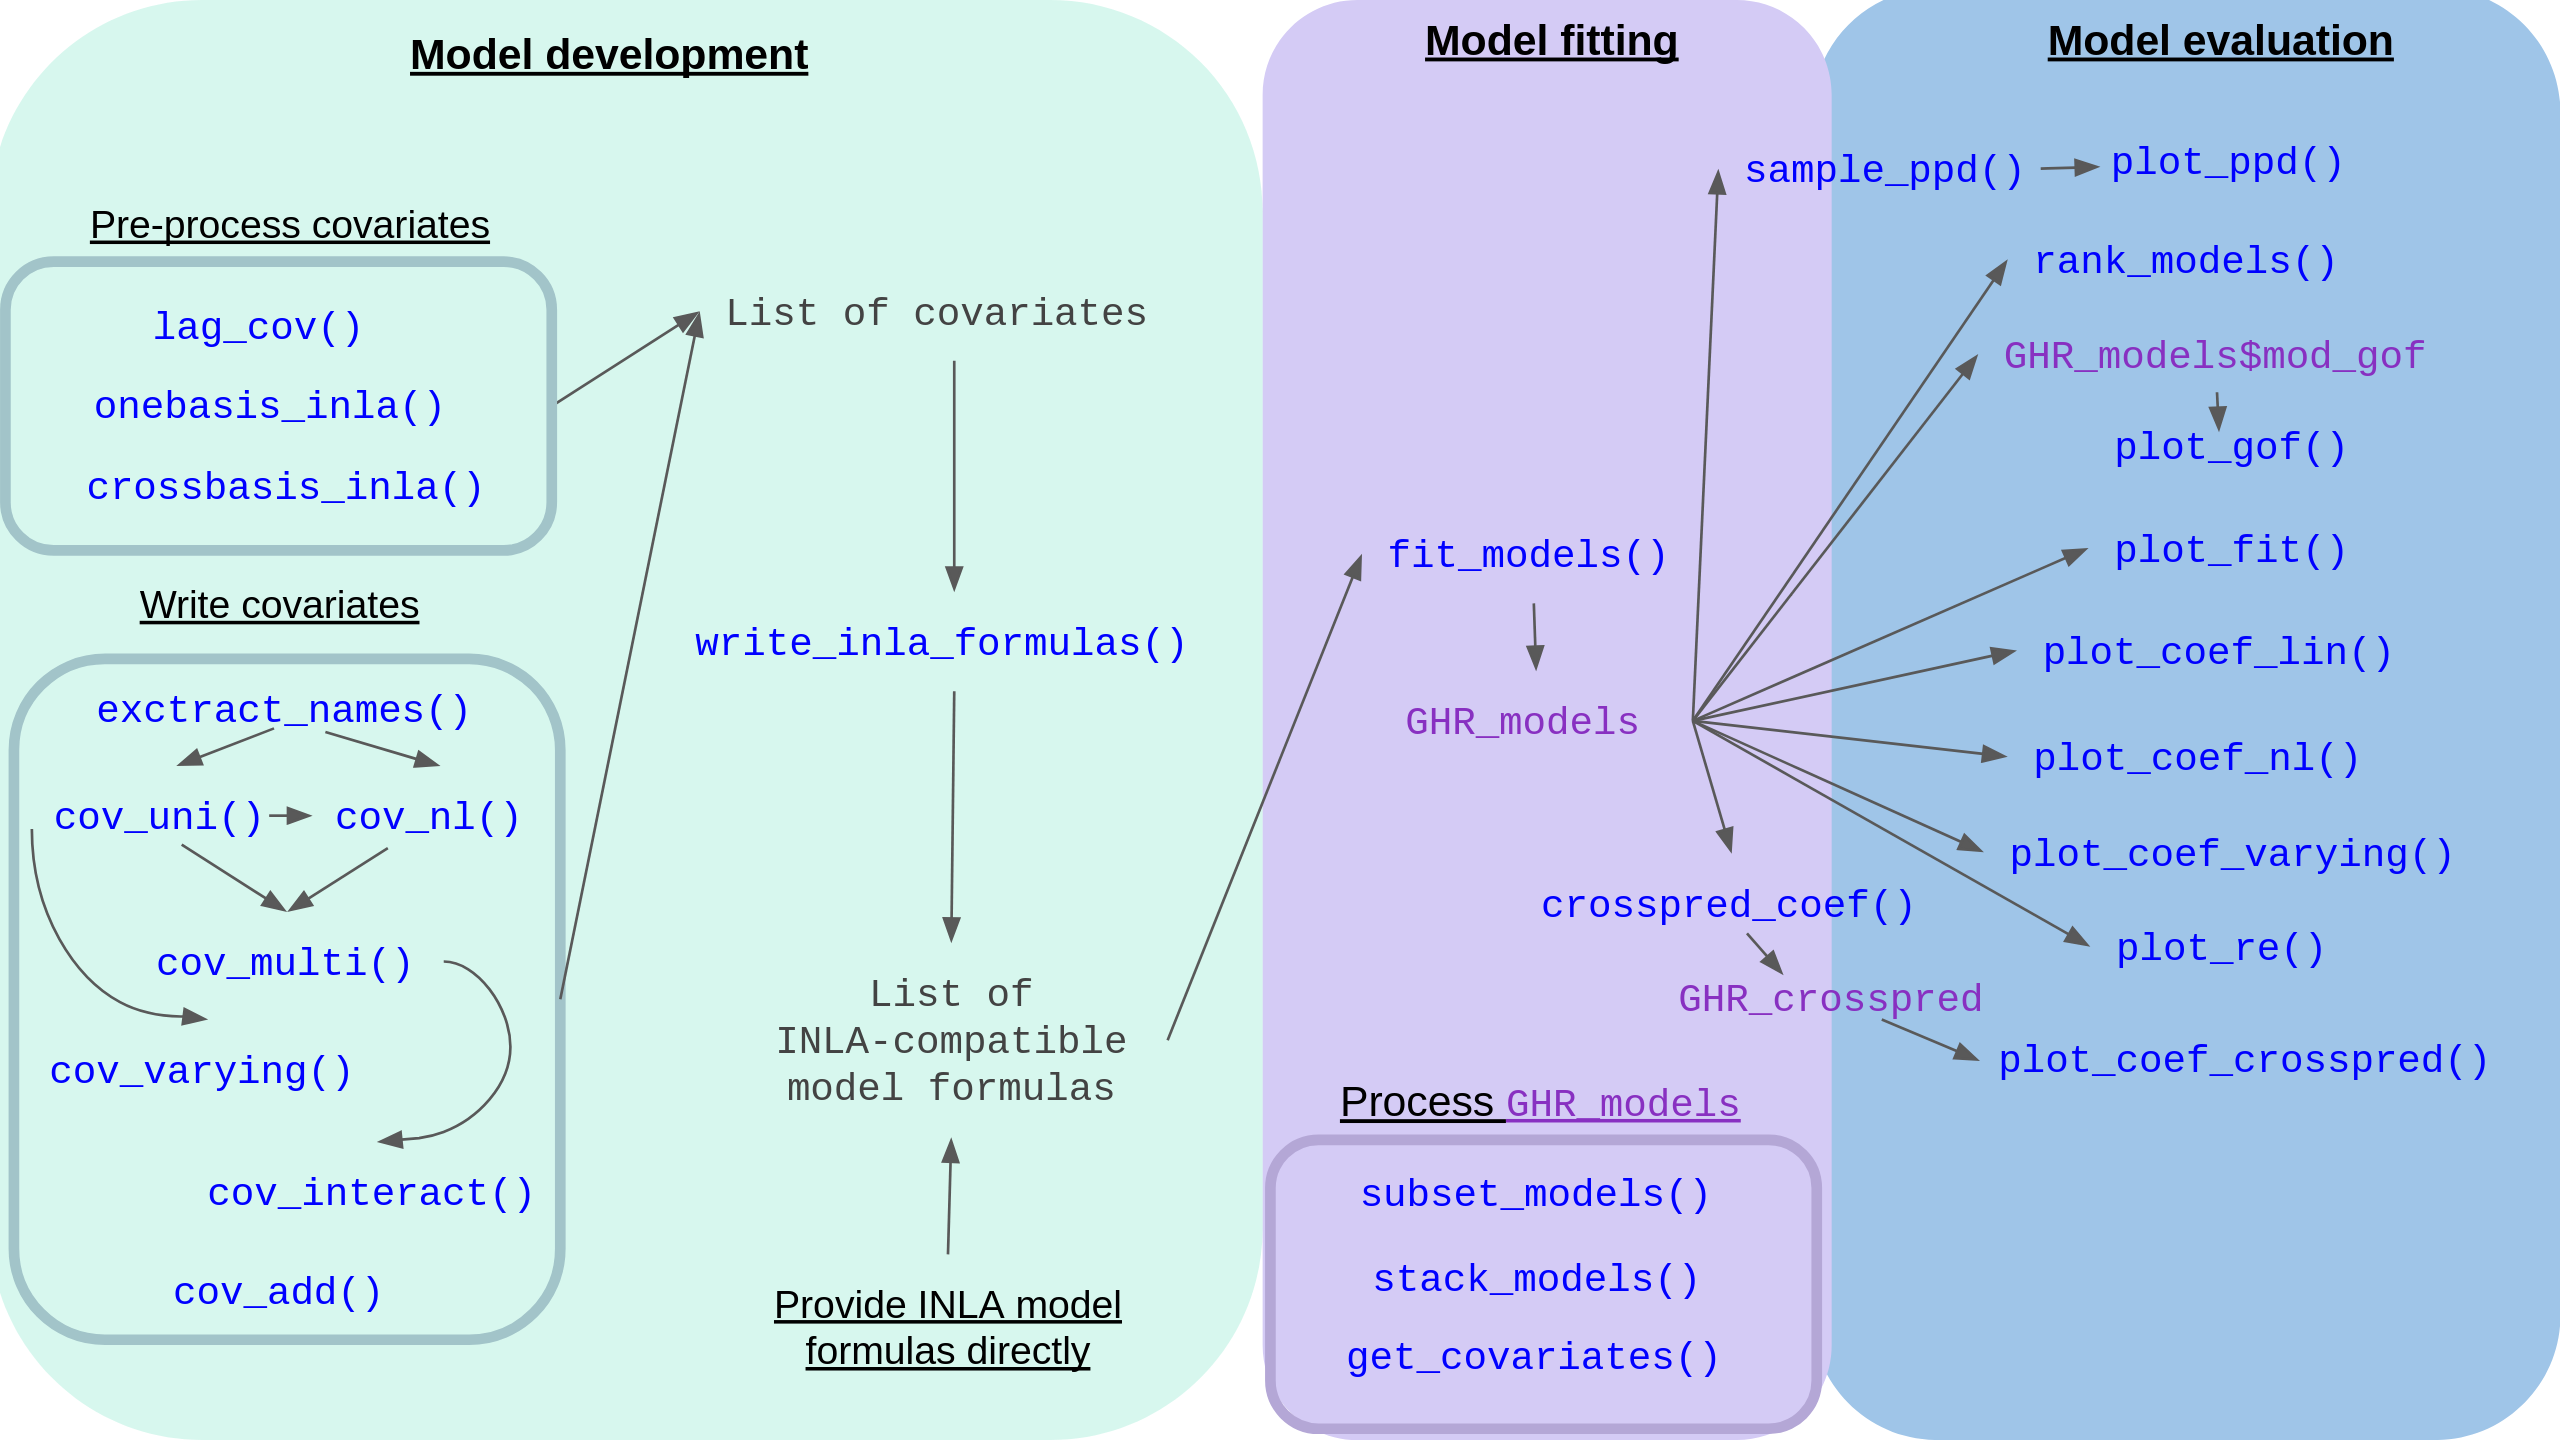 Model development
Pre-process covariates
lag_cov()
onebasis_inla()
crossbasis_inla()
Write covariates
exctract_names()
cov_uni()
cov_nl()
cov_multi()
cov_varying()
cov_interact()
cov_add()
List of covariates
write_inla_formulas()
List of
INLA-compatible
model formulas
Provide INLA model
formulas directly
Model fitting
fit_models()
GHR_models
sample_ppd()
crosspred_coef()
GHR_crosspred
Process GHR_models
subset_models()
stack_models()
get_covariates()
Model evaluation
plot_ppd()
rank_models()
GHR_models$mod_gof
plot_gof()
plot_fit()
plot_coef_lin()
plot_coef_nl()
plot_coef_varying()
plot_re()
plot_coef_crosspred()